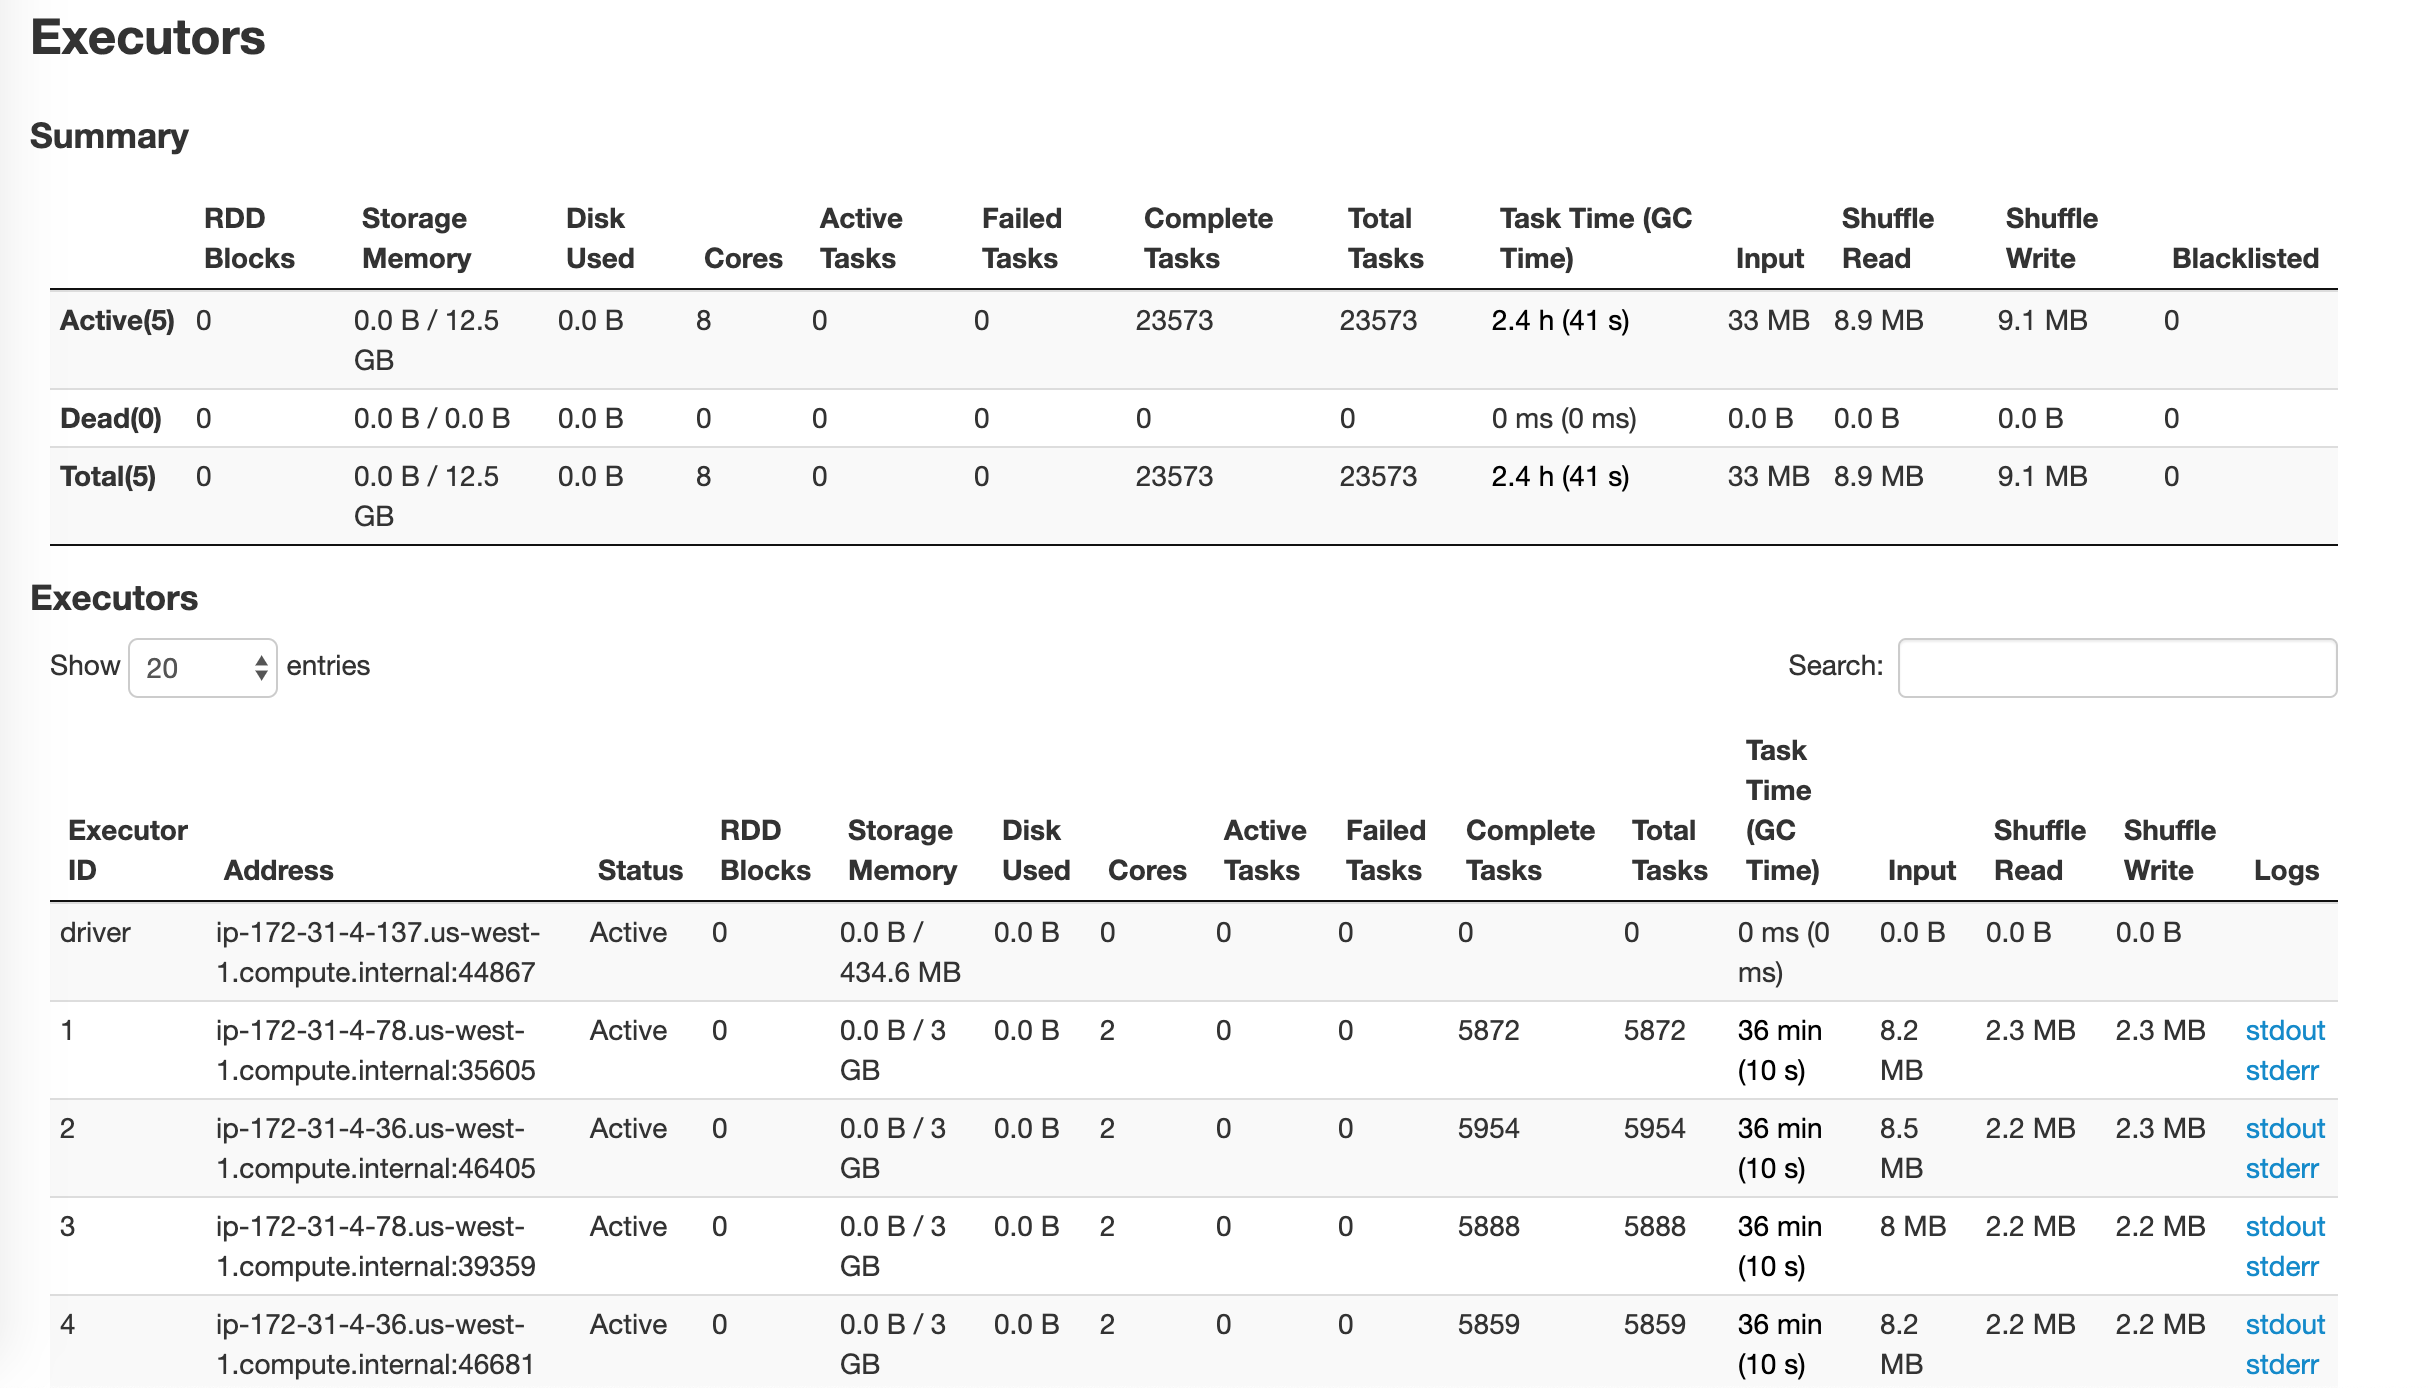 Executors
Summary
RDD Blocks Storage Memory Disk Used Cores Active Tasks Failed Tasks Complete Tasks Total Tasks Task Time (GC Time) Input Shuffle Read Shuffle Write Blacklisted
Active(5) 0 0.0 B / 12.5 GB 0.0 B 8 0 0 23573 23573 2.4 h (41 s) 33 MB 8.9 MB 9.1 MB 0
Dead(0) 0 0.0 B / 0.0 B 0.0 B 0 0 0 0 0 0 ms (0 ms) 0.0 B 0.0 B 0.0 B 0
Total(5) 0 0.0 B / 12.5 GB 0.0 B 8 0 0 23573 23573 2.4 h (41 s) 33 MB 8.9 MB 9.1 MB 0
Executors
Show 20 entries Search:
Executor ID Address Status RDD Blocks Storage Memory Disk Used Cores Active Tasks Failed Tasks Complete Tasks Total Tasks Task Time (GC Time) Input Shuffle Read Shuffle Write Logs
driver ip-172-31-4-137.us-west-1.compute.internal:44867 Active 0 0.0 B / 434.6 MB 0.0 B 0 0 0 0 0 0 ms (0 ms) 0.0 B 0.0 B 0.0 B
1 ip-172-31-4-78.us-west-1.compute.internal:35605 Active 0 0.0 B / 3 GB 0.0 B 2 0 0 5872 5872 36 min (10 s) 8.2 MB 2.3 MB 2.3 MB stdout stderr
2 ip-172-31-4-36.us-west-1.compute.internal:46405 Active 0 0.0 B / 3 GB 0.0 B 2 0 0 5954 5954 36 min (10 s) 8.5 MB 2.2 MB 2.3 MB stdout stderr
3 ip-172-31-4-78.us-west-1.compute.internal:39359 Active 0 0.0 B / 3 GB 0.0 B 2 0 0 5888 5888 36 min (10 s) 8 MB 2.2 MB 2.2 MB stdout stderr
4 ip-172-31-4-36.us-west-1.compute.internal:46681 Active 0 0.0 B / 3 GB 0.0 B 2 0 0 5859 5859 36 min (10 s) 8.2 MB 2.2 MB 2.2 MB stdout stderr